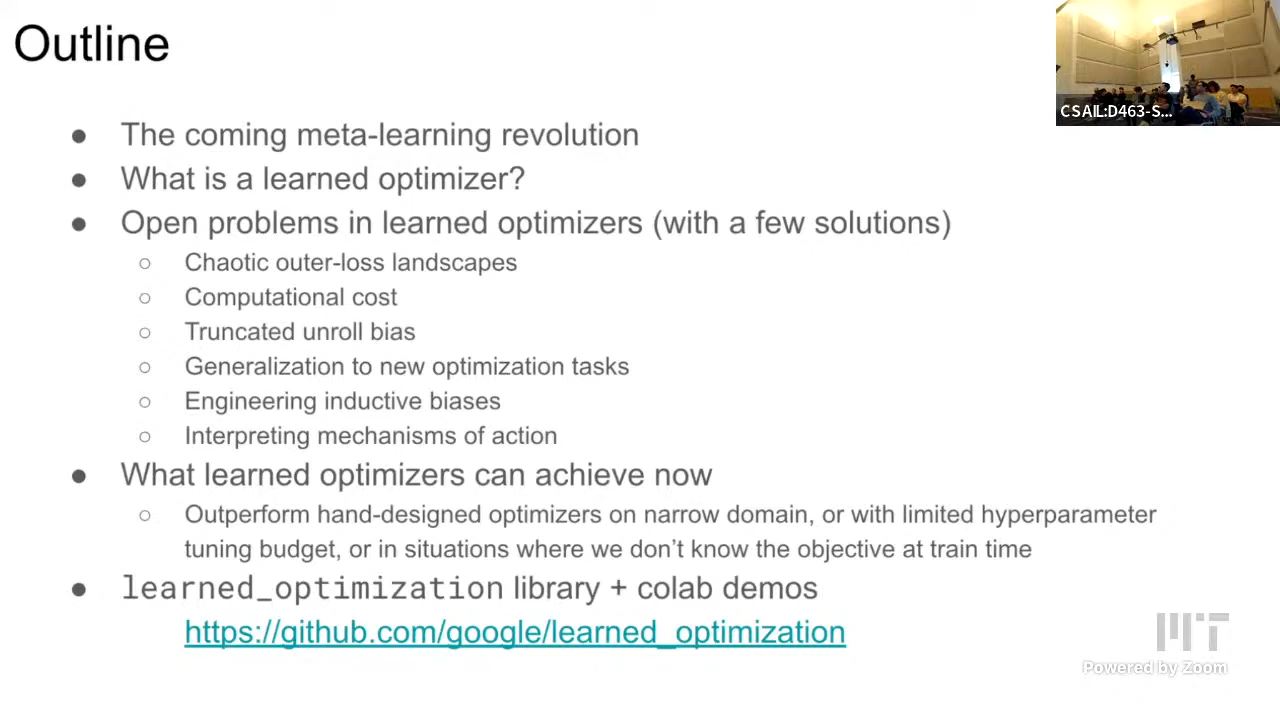 Outline
● The coming meta-learning revolution
● What is a learned optimizer?
● Open problems in learned optimizers (with a few solutions)
○ Chaotic outer-loss landscapes
○ Computational cost
○ Truncated unroll bias
○ Generalization to new optimization tasks
○ Engineering inductive biases
○ Interpreting mechanisms of action
● What learned optimizers can achieve now
○ Outperform hand-designed optimizers on narrow domain, or with limited hyperparameter
tuning budget, or in situations where we don't know the objective at train time
● learned_optimization library + colab demos
https://github.com/google/learned_optimization
CSAIL:D463-S...
MIT
Powered by Zoom